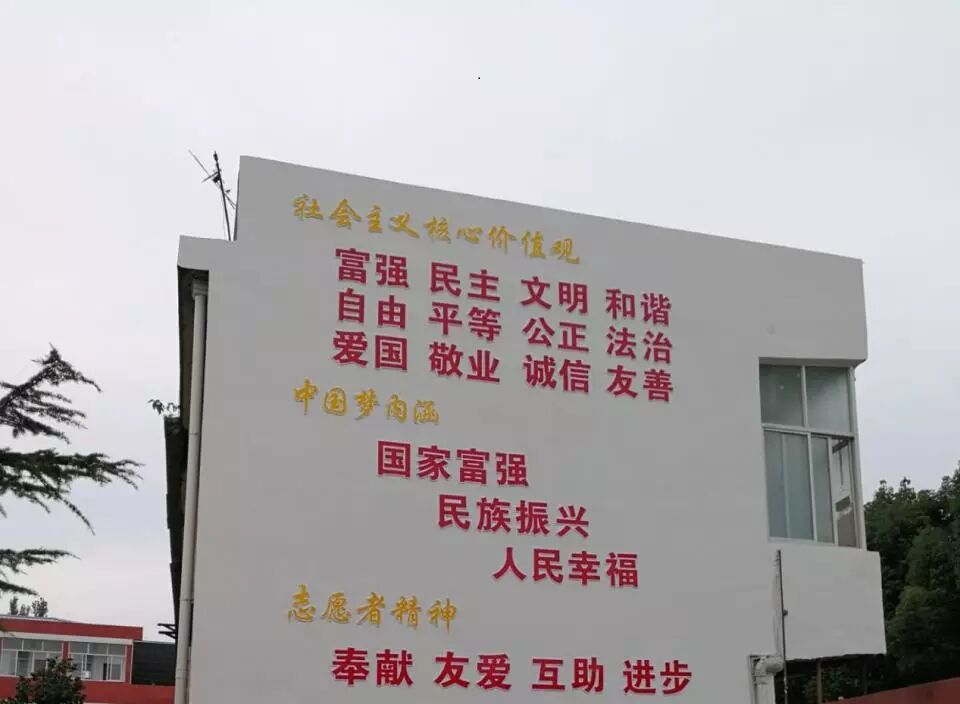 社会主义核心价值观
富强 民主 文明 和谐
自由 平等 公正 法治
爱国 敬业 诚信 友善
中国梦内涵
国家富强
民族振兴
人民幸福
志愿者精神
奉献 友爱 互助 进步